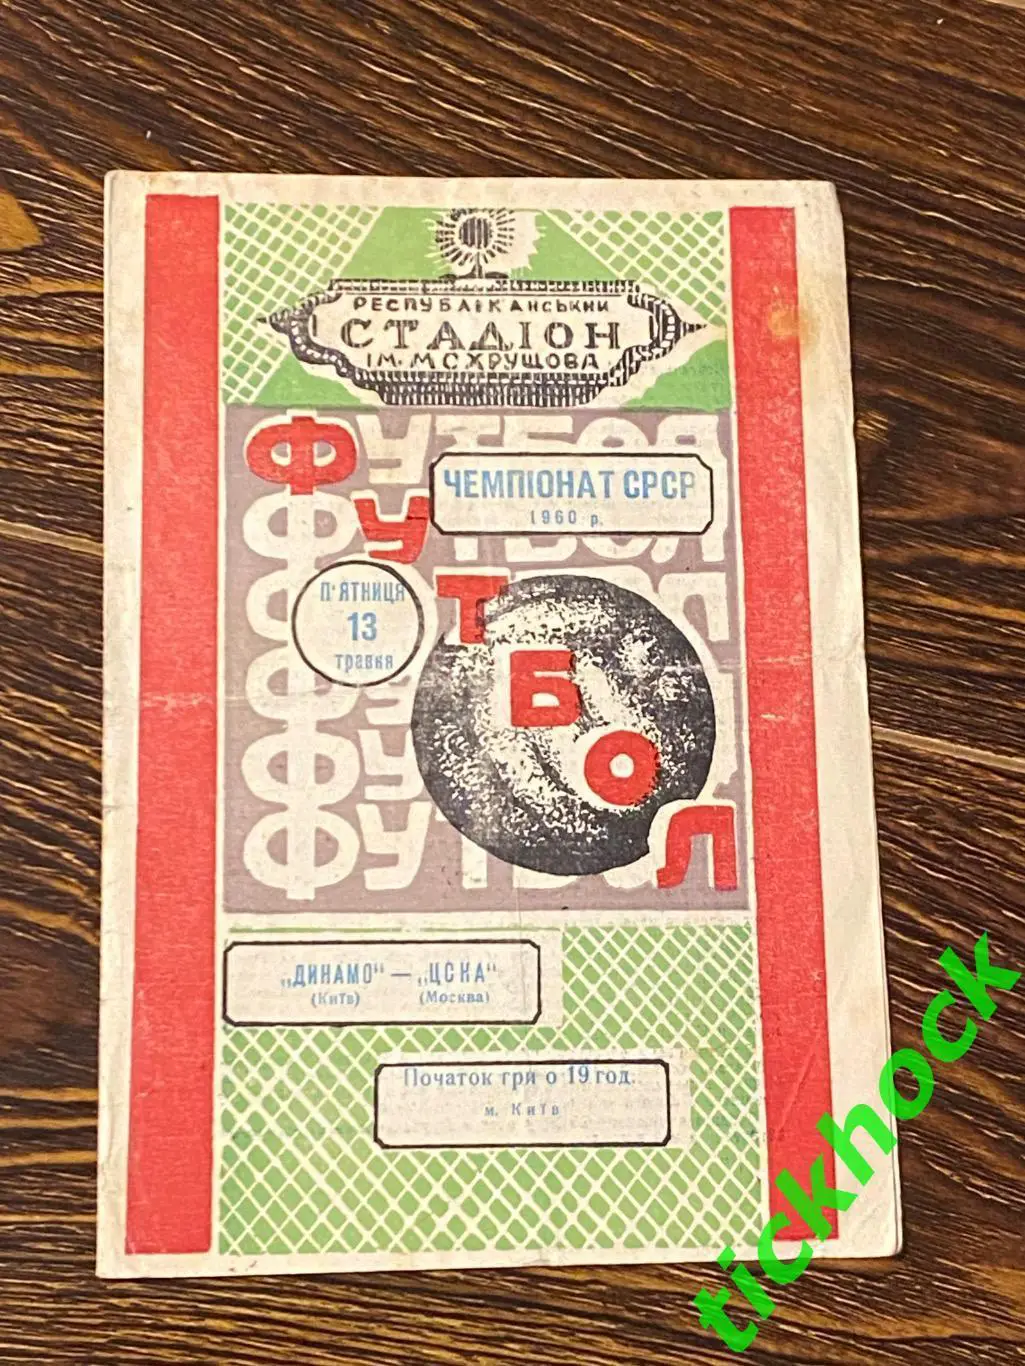 РЕСПУБЛІКАНСЬКИЙ
СТАДІОН
ІМ. М.С.ХРУЩОВА
ФУТБОЛ
ЧЕМПІОНАТ СРСР
1960 р.
П'ЯТНИЦЯ
13
травня
„ДИНАМО" — „ЦСКА"
(Київ) (Москва)
Початок гри о 19 год.
м. Київ
tickhock